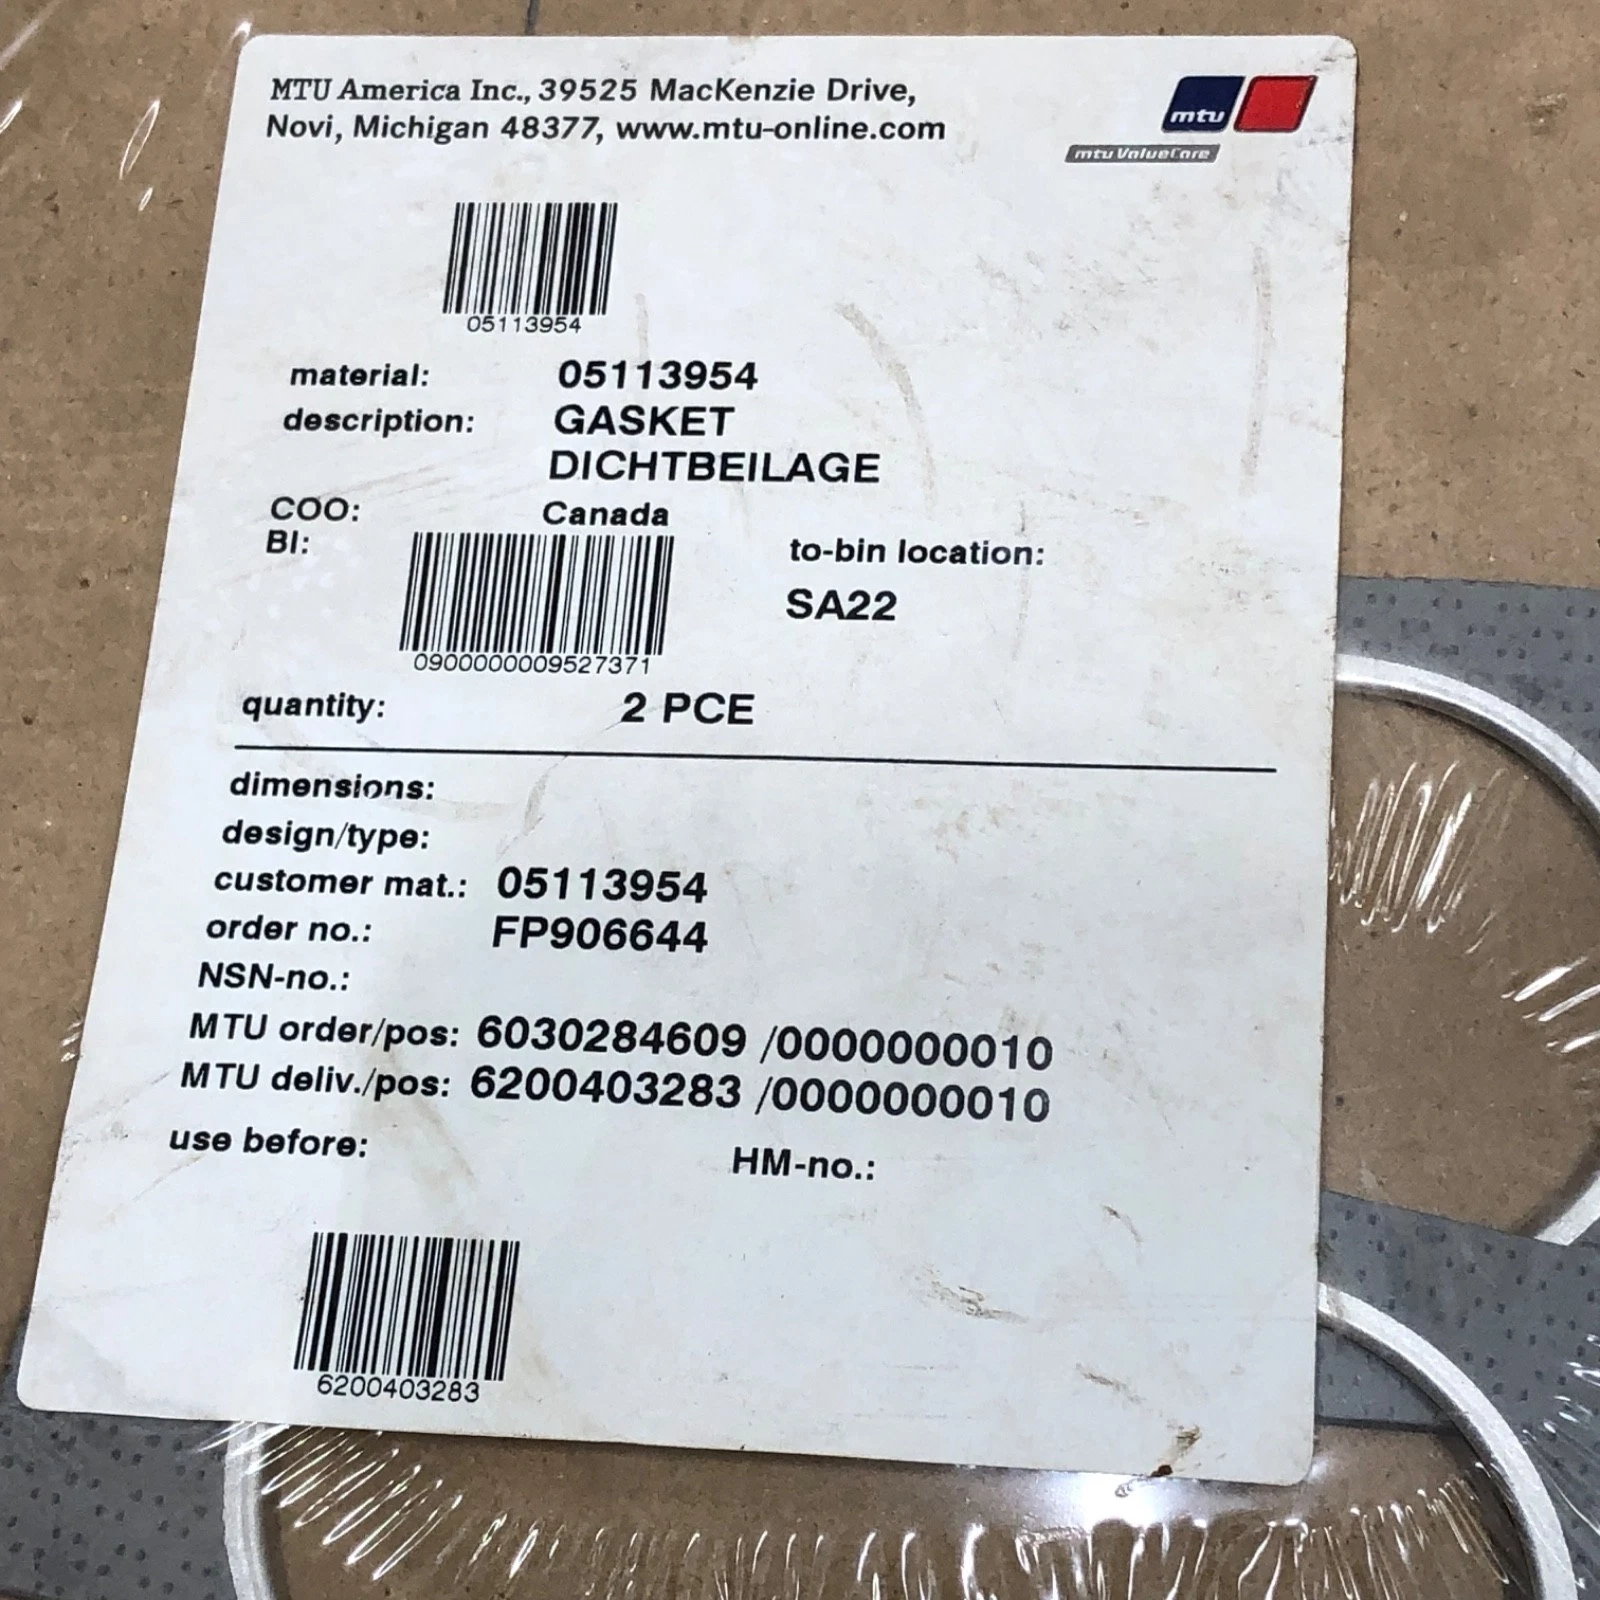 MTU America Inc., 39525 MacKenzie Drive,
Novi, Michigan 48377, www.mtu-online.com
mtu
mtu ValueCare
05113954
material: 05113954
description: GASKET
DICHTBEILAGE
COO: Canada
BI:
to-bin location:
SA22
0900000009527371
quantity: 2 PCE
dimensions:
design/type:
customer mat.: 05113954
order no.: FP906644
NSN-no.:
MTU order/pos: 6030284609 /0000000010
MTU deliv./pos: 6200403283 /0000000010
use before: HM-no.:
6200403283